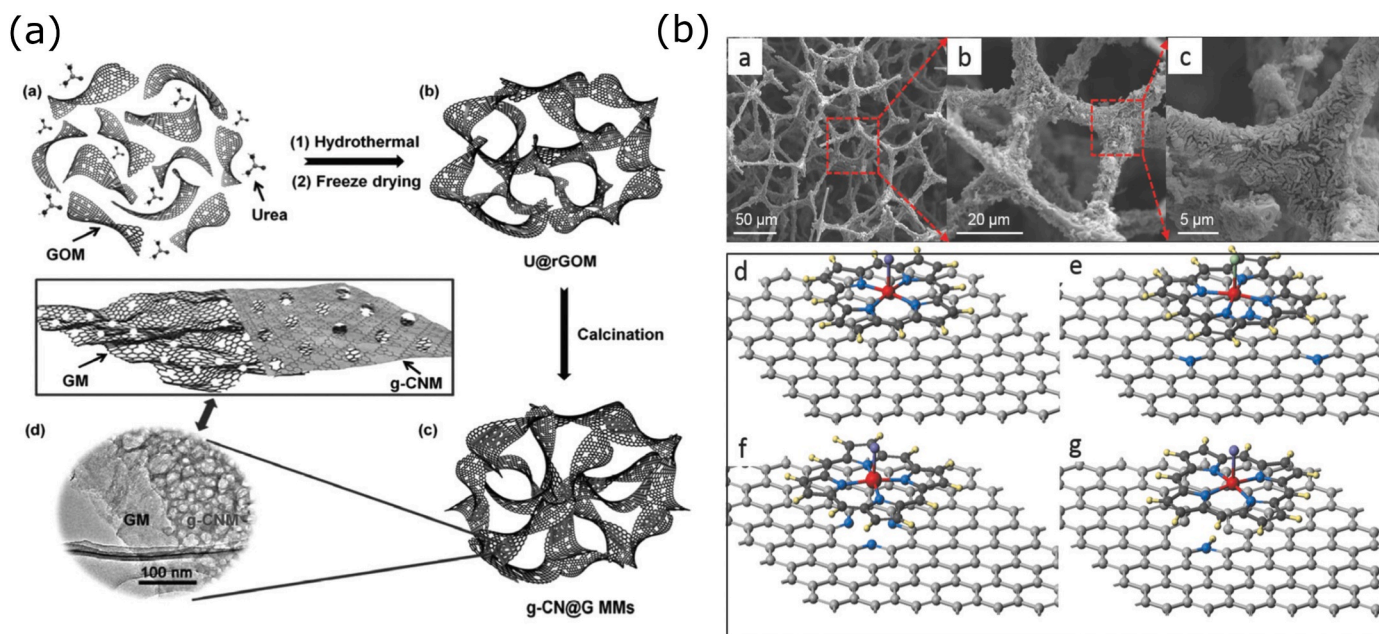 (a)
(a)
Urea
GOM
(1) Hydrothermal
(2) Freeze drying
(b)
U@rGOM
Calcination
GM
g-CNM
(d)
GM
g-CNM
100 nm
(c)
g-CN@G MMs
(b)
a
50 µm
b
20 µm
c
5 µm
d
e
f
g